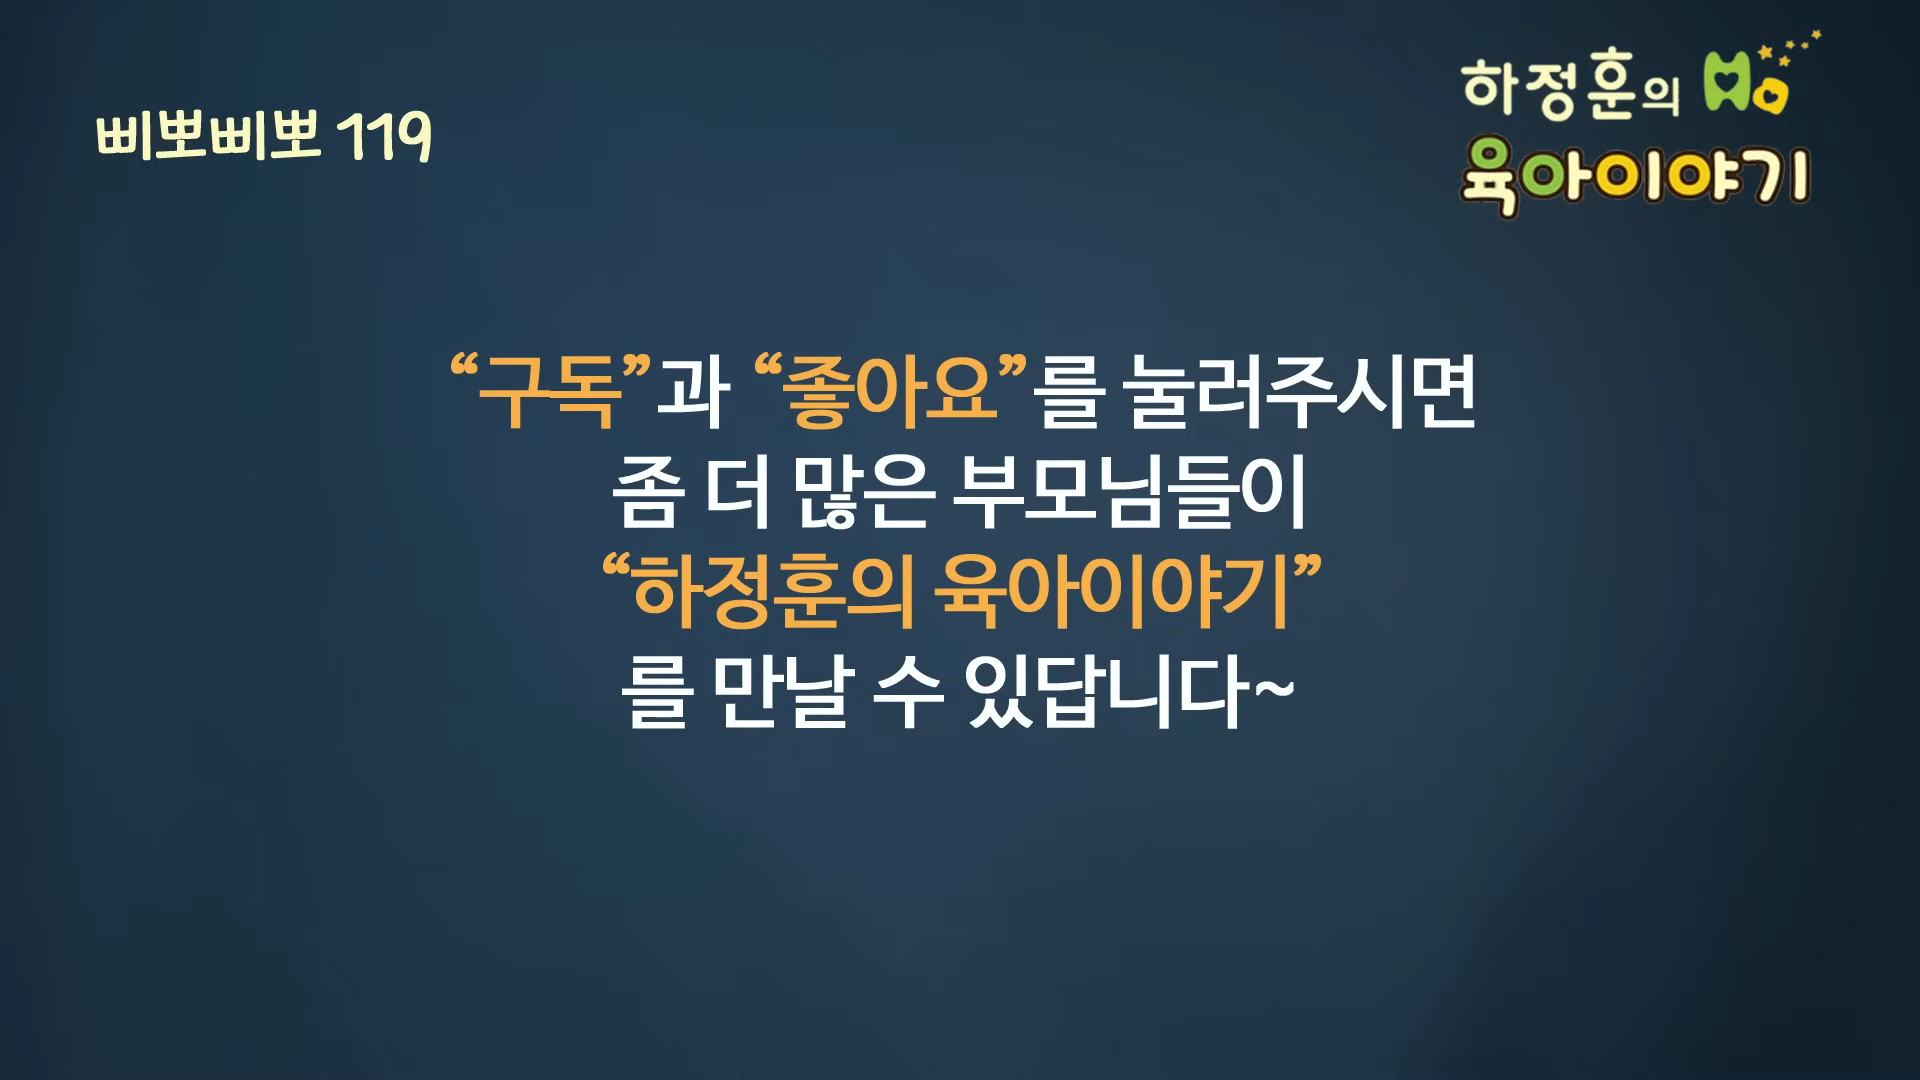 삐뽀삐뽀 119
하정훈의
육아이야기
“구독”과 “좋아요”를 눌러주시면
좀 더 많은 부모님들이
“하정훈의 육아이야기”
를 만날 수 있답니다~